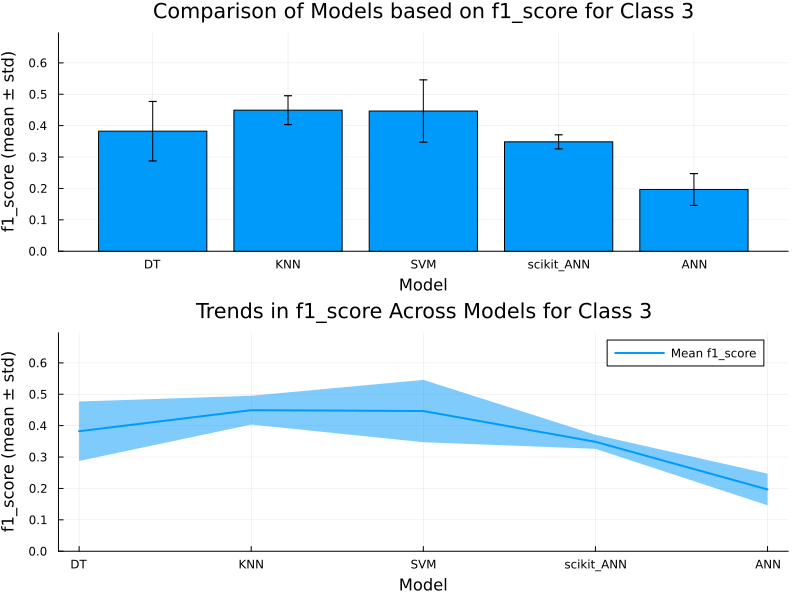 Comparison of Models based on f1_score for Class 3
f1_score (mean ± std)
0.6
0.5
0.4
0.3
0.2
0.1
0.0
DT KNN SVM scikit_ANN ANN
Model
Trends in f1_score Across Models for Class 3
f1_score (mean ± std)
Mean f1_score
0.6
0.5
0.4
0.3
0.2
0.1
0.0
DT KNN SVM scikit_ANN ANN
Model